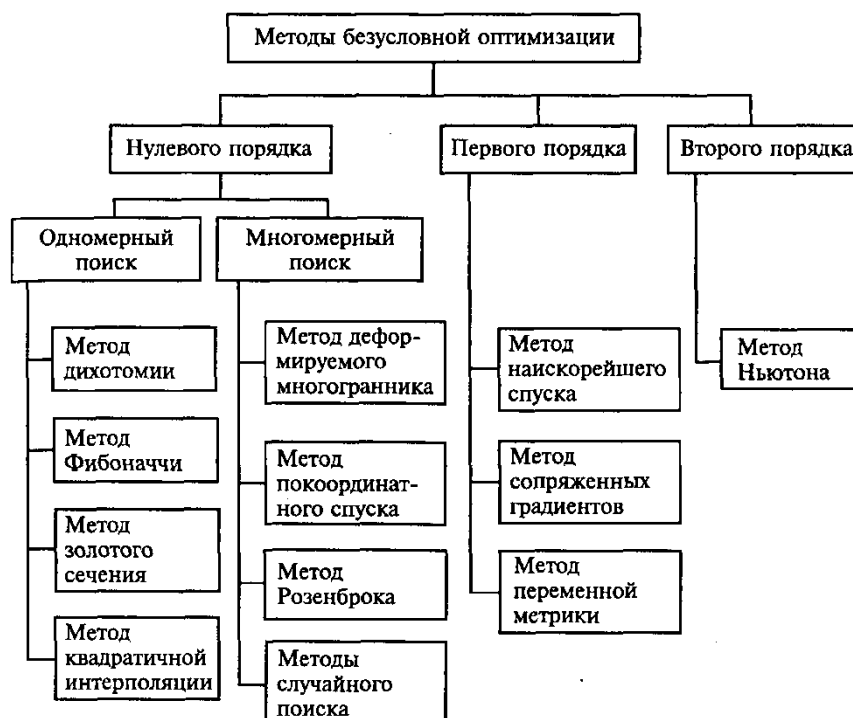 Методы безусловной оптимизации
Нулевого порядка
Первого порядка
Второго порядка
Одномерный
поиск
Многомерный
поиск
Метод
дихотомии
Метод
Фибоначчи
Метод
золотого
сечения
Метод
квадратичной
интерполяции
Метод дефор-
мируемого
многогранника
Метод
покоординат-
ного спуска
Метод
Розенброка
Методы
случайного
поиска
Метод
наискорейшего
спуска
Метод
сопряженных
градиентов
Метод
переменной
метрики
Метод
Ньютона